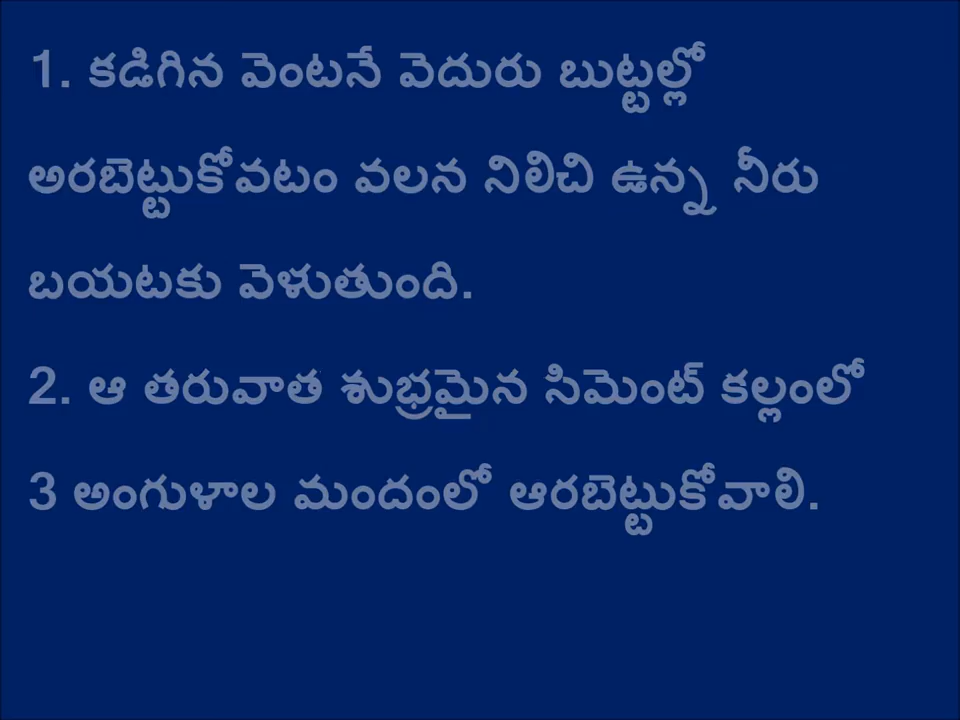 1. కడిగిన వెంటనే వెదురు బుట్టల్లో
అరబెట్టుకోవటం వలన నిలిచి ఉన్న నీరు
బయటకు వెళుతుంది.
2. ఆ తరువాత శుభ్రమైన సిమెంట్ కల్లంలో
3 అంగుళాల మందంలో ఆరబెట్టుకోవాలి.